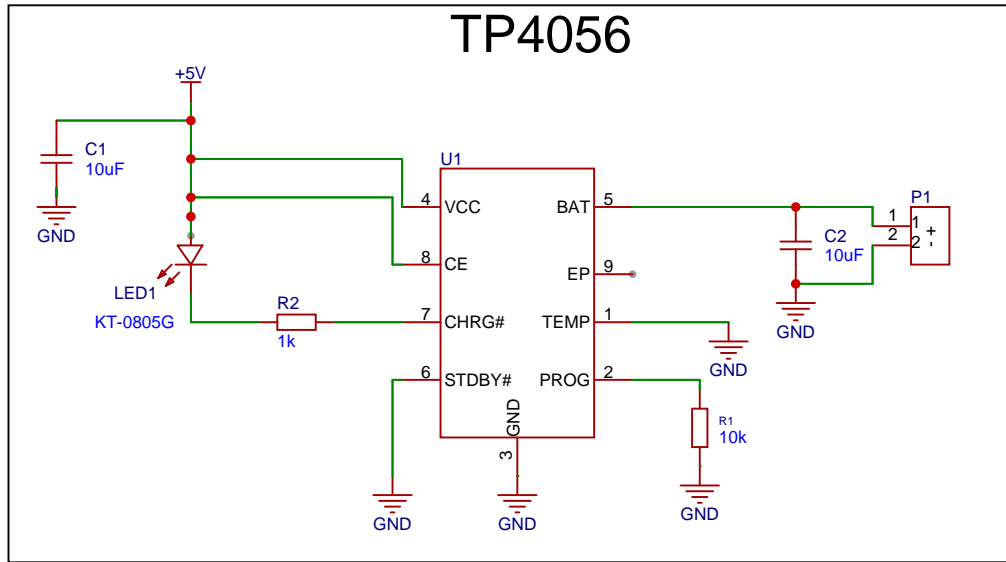 TP4056
+5V
C1
10uF
GND
LED1
KT-0805G
R2
1k
U1
4
VCC
8
CE
7
CHRG#
6
STDBY#
BAT
5
EP
9
TEMP
1
PROG
2
GND
3
GND
GND
R1
10k
GND
GND
C2
10uF
GND
P1
1
1
2
2
+
-